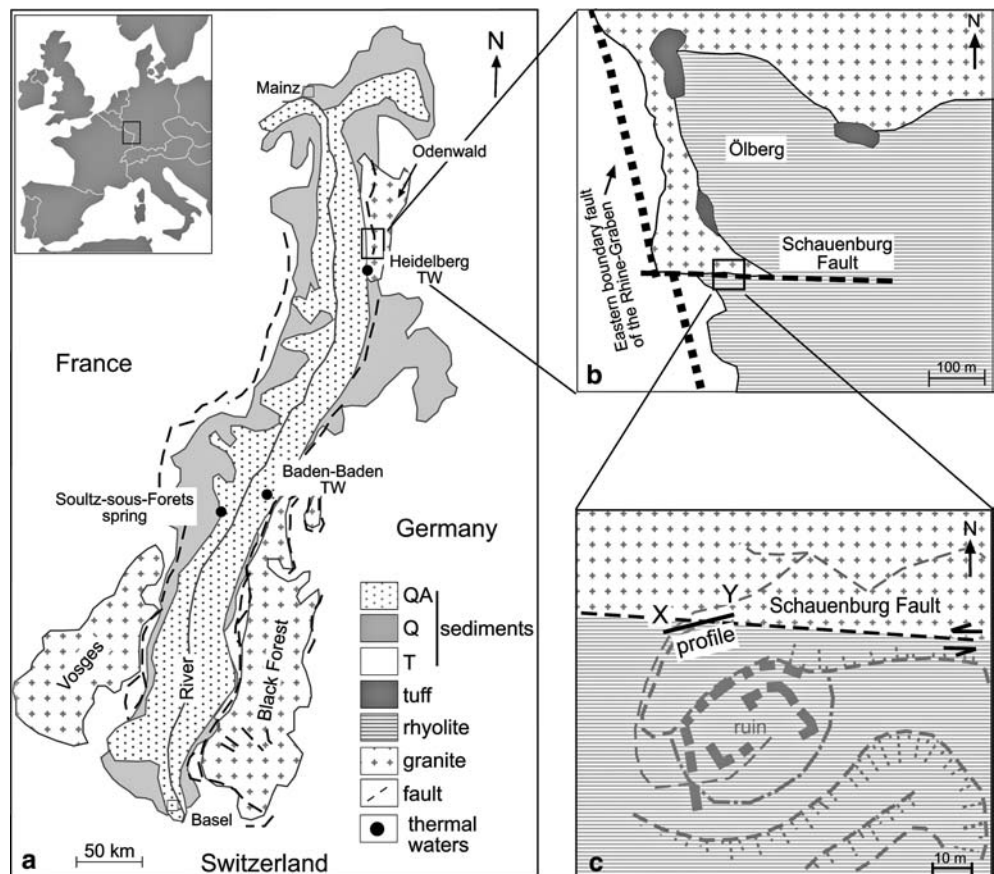 N
Mainz
Odenwald
Heidelberg
TW
France
Baden-Baden
TW
Soultz-sous-Forets
spring
Germany
QA
Q
sediments
T
tuff
rhyolite
granite
fault
thermal
waters
Vosges
River
Black Forest
Basel
a
50 km
Switzerland
N
Ölberg
Eastern boundary fault
of the Rhine-Graben
Schauenburg
Fault
b
100 m
N
X
Y
Schauenburg Fault
profile
ruin
c
10 m